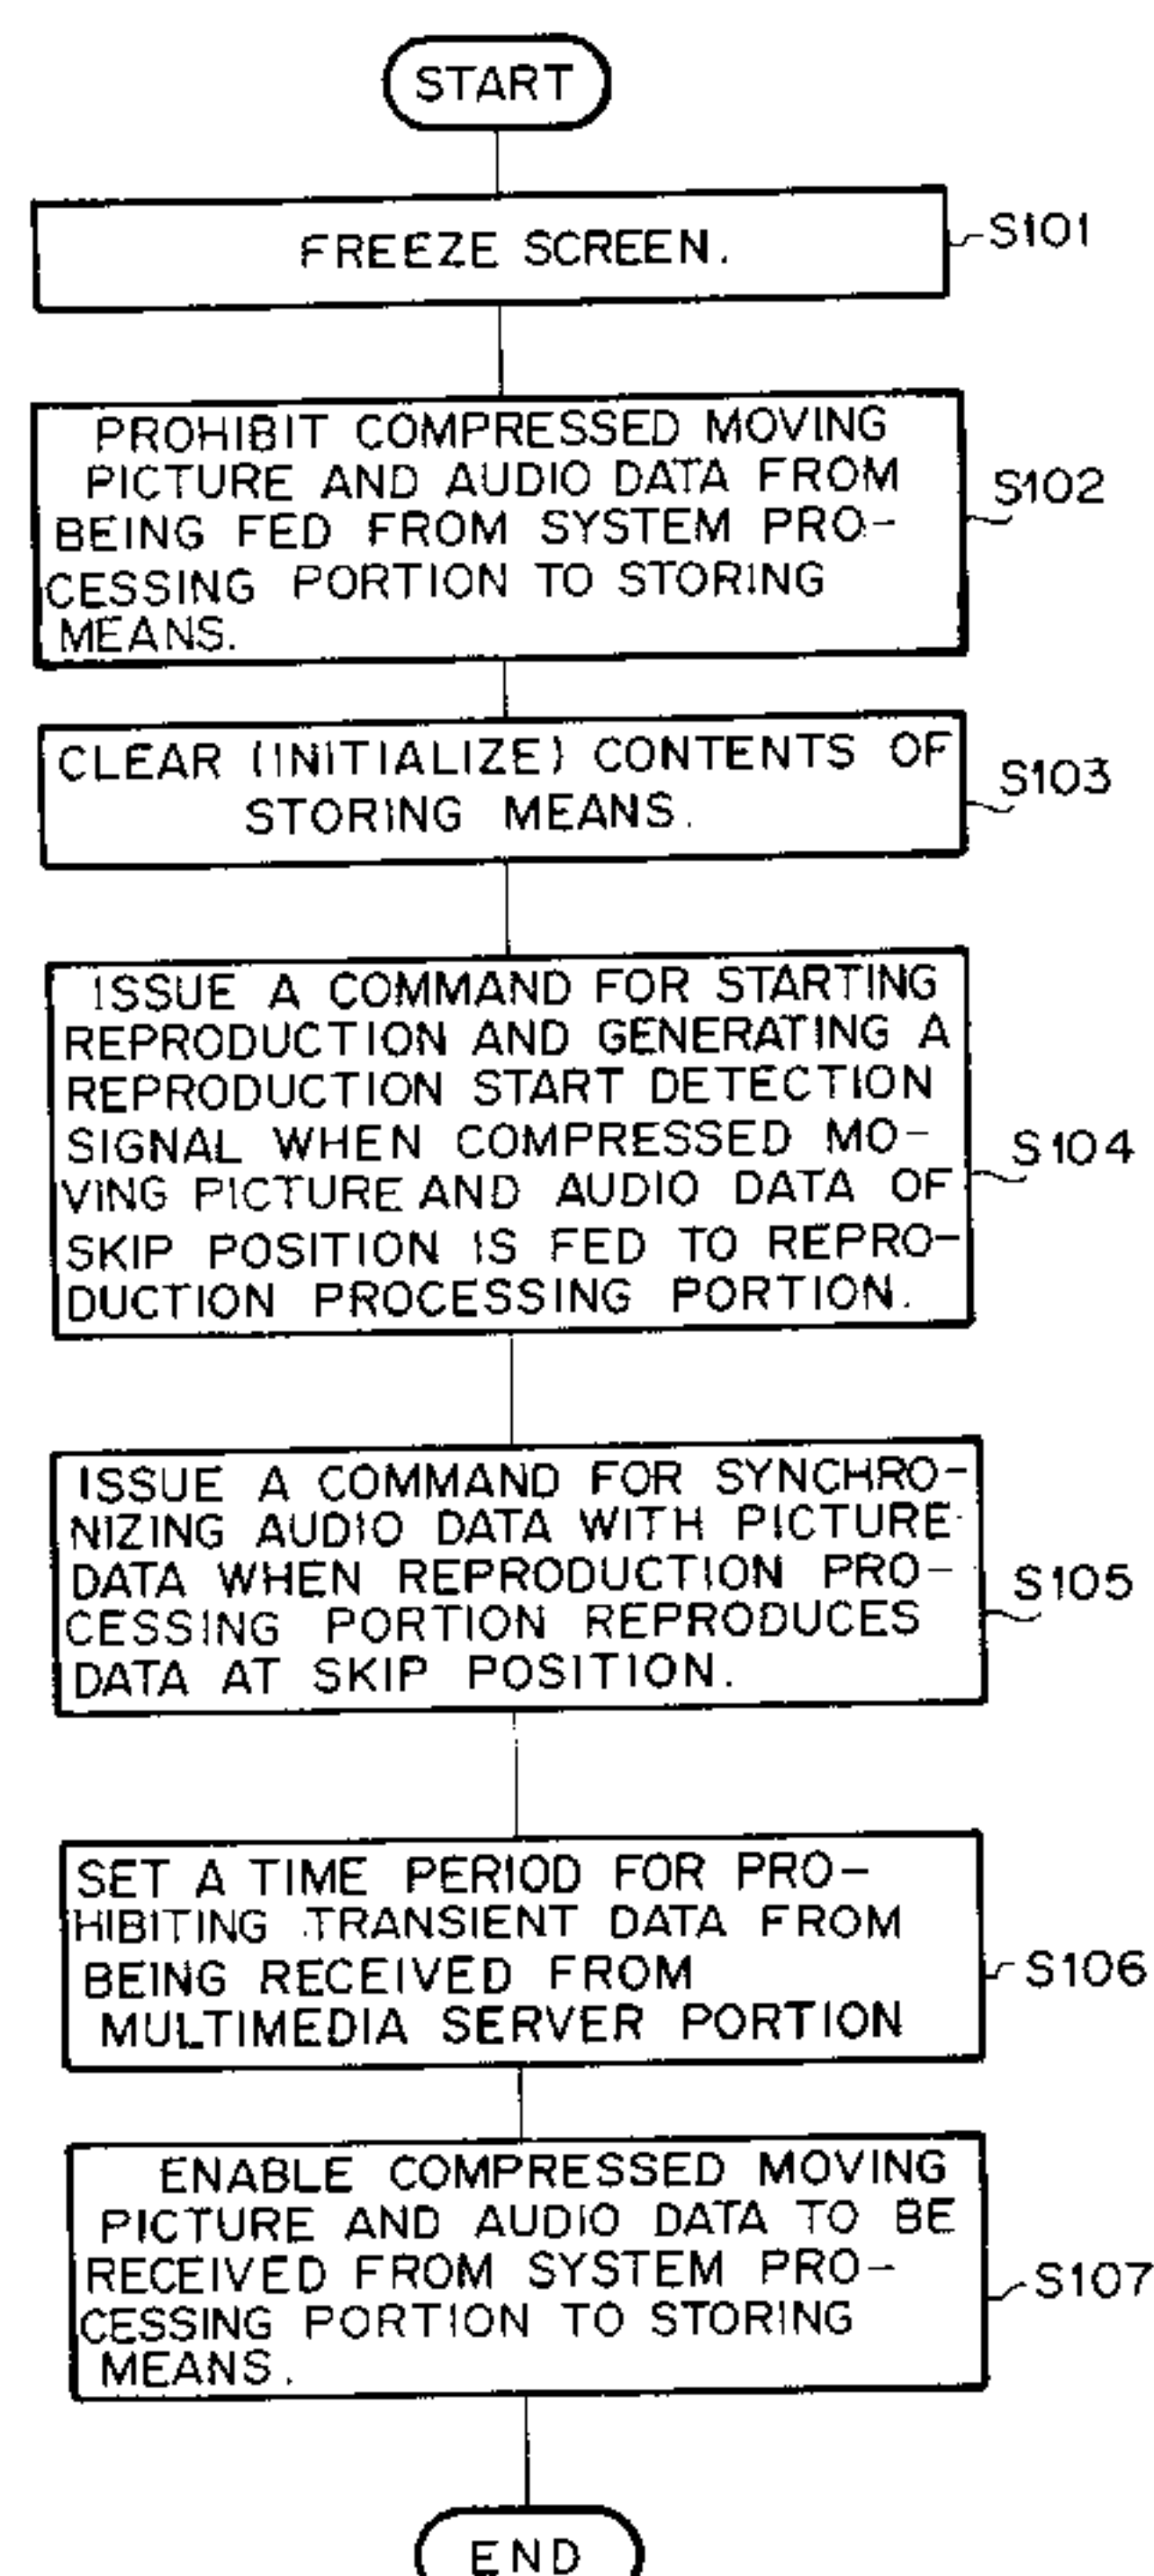 START
FREEZE SCREEN.
S101
PROHIBIT COMPRESSED MOVING
PICTURE AND AUDIO DATA FROM
BEING FED FROM SYSTEM PRO-
CESSING PORTION TO STORING
MEANS.
S102
CLEAR (INITIALIZE) CONTENTS OF
STORING MEANS.
S103
ISSUE A COMMAND FOR STARTING
REPRODUCTION AND GENERATING A
REPRODUCTION START DETECTION
SIGNAL WHEN COMPRESSED MO-
VING PICTURE AND AUDIO DATA OF
SKIP POSITION IS FED TO REPRO-
DUCTION PROCESSING PORTION.
S104
ISSUE A COMMAND FOR SYNCHRO-
NIZING AUDIO DATA WITH PICTURE
DATA WHEN REPRODUCTION PRO-
CESSING PORTION REPRODUCES
DATA AT SKIP POSITION.
S105
SET A TIME PERIOD FOR PRO-
HIBITING TRANSIENT DATA FROM
BEING RECEIVED FROM
MULTIMEDIA SERVER PORTION
S106
ENABLE COMPRESSED MOVING
PICTURE AND AUDIO DATA TO BE
RECEIVED FROM SYSTEM PRO-
CESSING PORTION TO STORING
MEANS.
S107
END